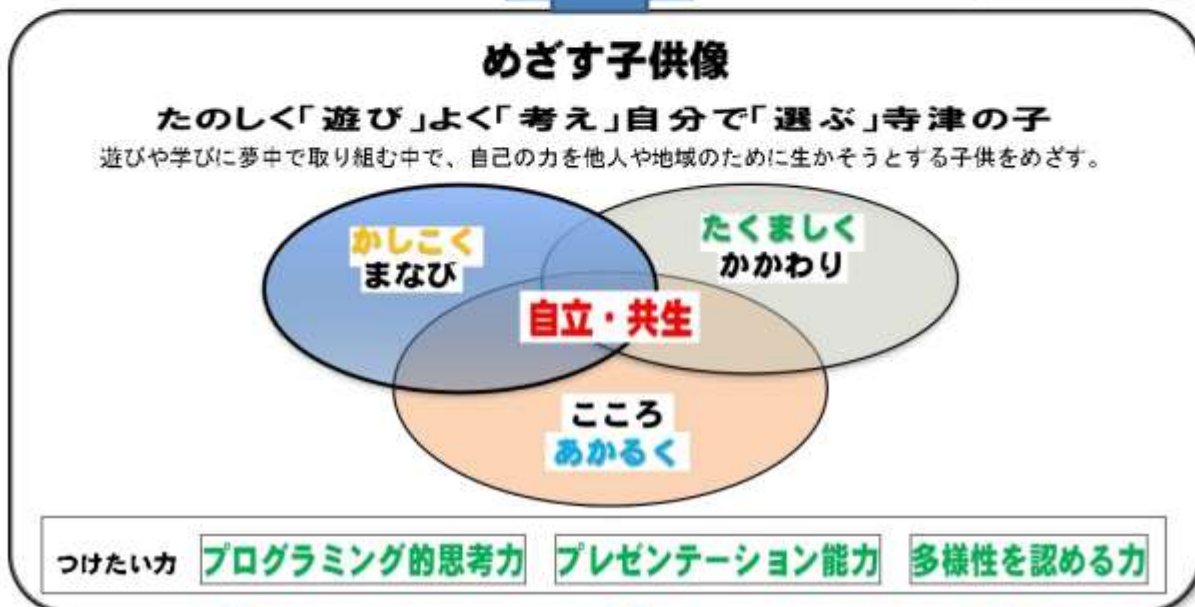 めざす子供像
たのしく「遊び」よく「考え」自分で「選ぶ」寺津の子
遊びや学びに夢中で取り組む中で、自己の力を他人や地域のために生かそうとする子供をめざす。
かしこく
まなび
たくましく
かかわり
自立・共生
こころ
あかるく
つけたい力 プログラミング的思考力 プレゼンテーション能力 多様性を認める力